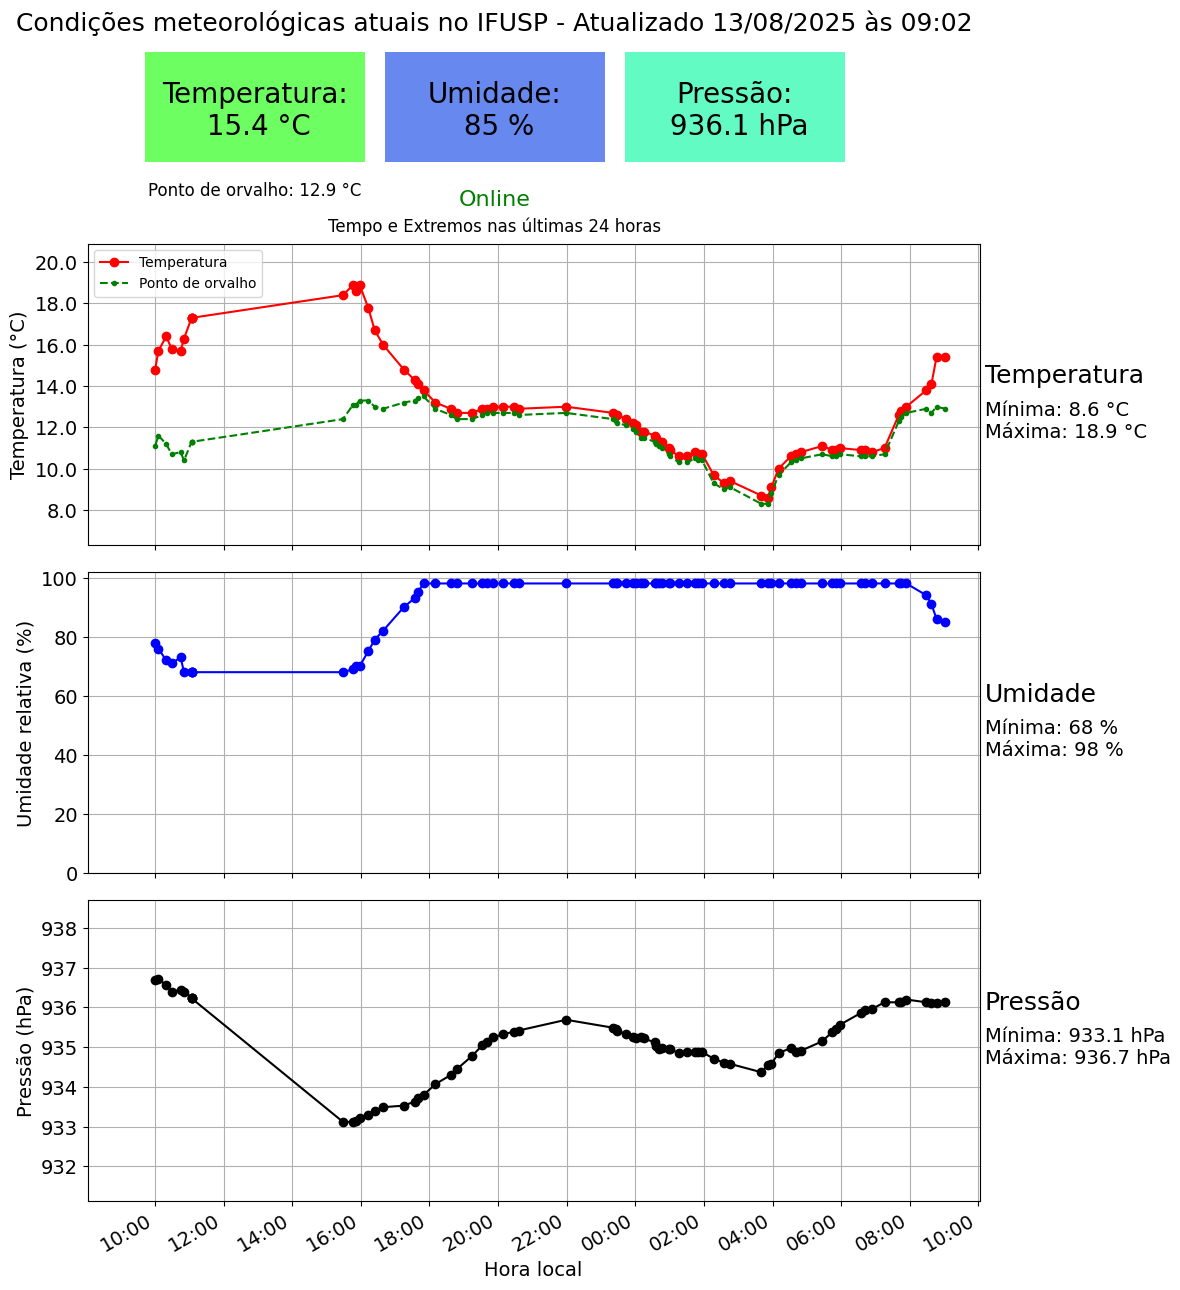 Condições meteorológicas atuais no IFUSP - Atualizado 13/08/2025 às 09:02
Temperatura:
15.4 °C
Umidade:
85 %
Pressão:
936.1 hPa
Ponto de orvalho: 12.9 °C
Online
Tempo e Extremos nas últimas 24 horas
Temperatura (°C)
20.0
18.0
16.0
14.0
12.0
10.0
8.0
Temperatura
Ponto de orvalho
Temperatura
Mínima: 8.6 °C
Máxima: 18.9 °C
Umidade relativa (%)
100
80
60
40
20
0
Umidade
Mínima: 68 %
Máxima: 98 %
Pressão (hPa)
938
937
936
935
934
933
932
Pressão
Mínima: 933.1 hPa
Máxima: 936.7 hPa
10:00
12:00
14:00
16:00
18:00
20:00
22:00
00:00
02:00
04:00
06:00
08:00
10:00
Hora local